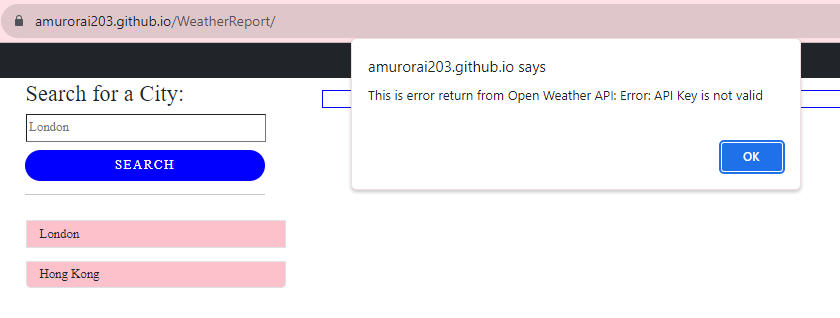 amurorai203.github.io/WeatherReport/
amurorai203.github.io says
This is error return from Open Weather API: Error: API Key is not valid
OK
Search for a City:
London
SEARCH
London
Hong Kong